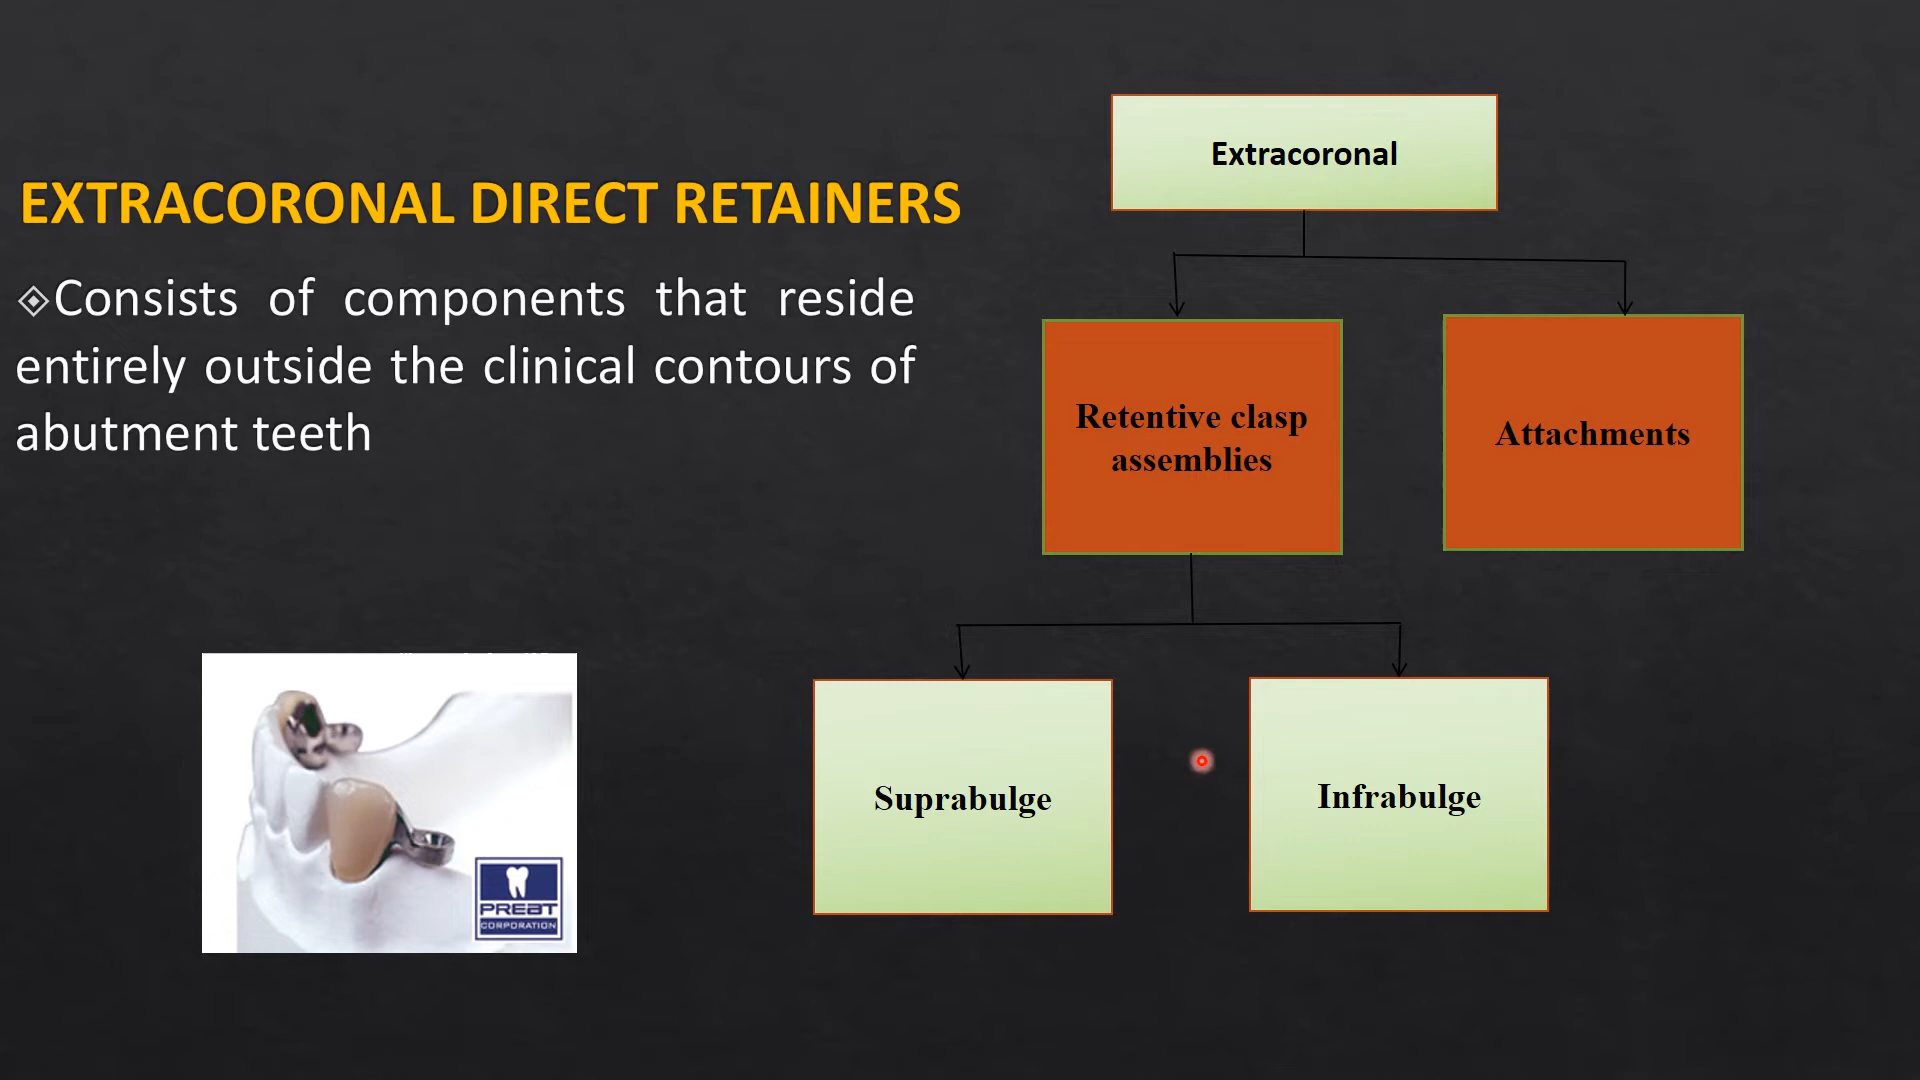 EXTRACORONAL DIRECT RETAINERS
Consists of components that reside
entirely outside the clinical contours of
abutment teeth
Extracoronal
Retentive clasp
assemblies
Attachments
Suprabulge
Infrabulge
PREAT
CORPORATION